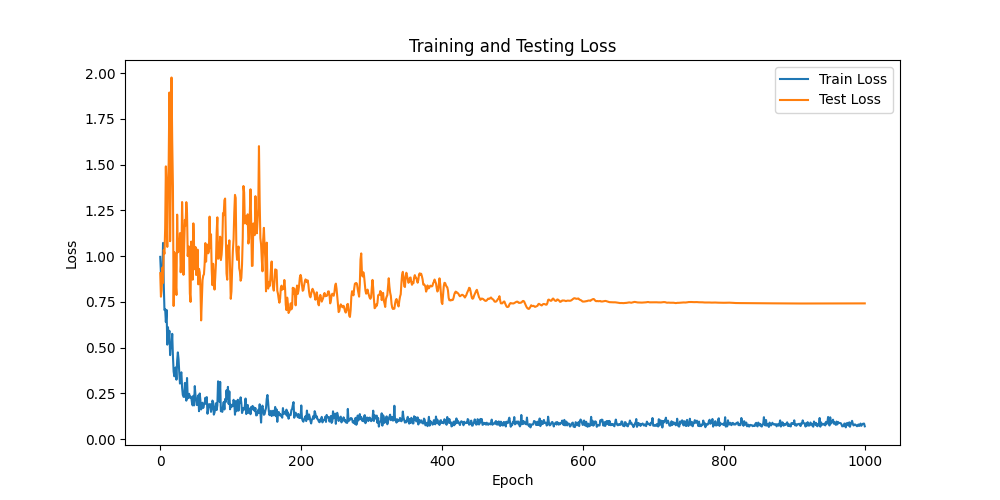 Training and Testing Loss
Train Loss
Test Loss
Loss
2.00
1.75
1.50
1.25
1.00
0.75
0.50
0.25
0.00
0 200 400 600 800 1000
Epoch